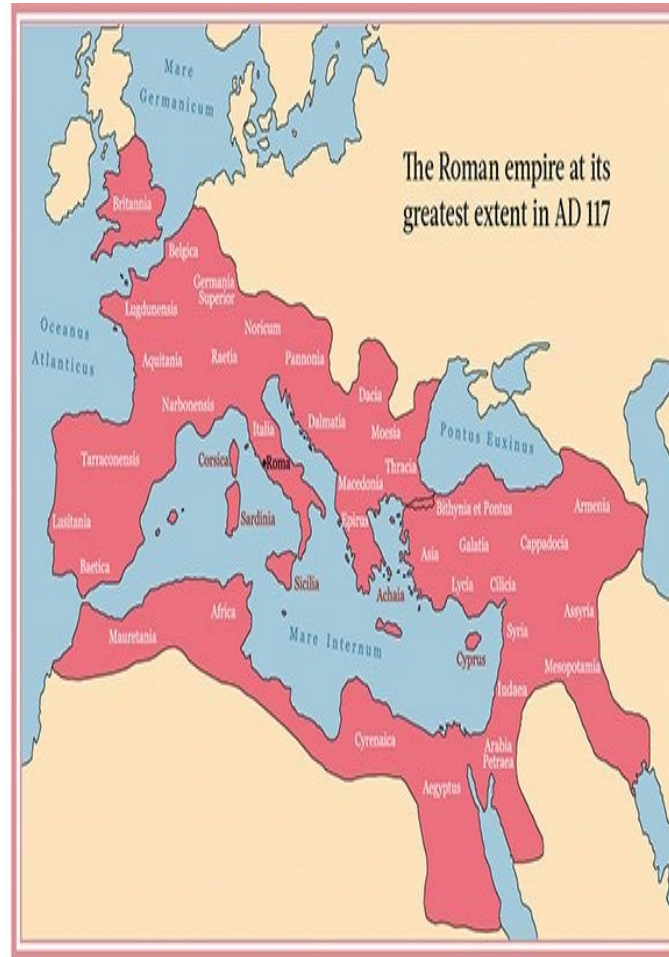 Mare
Germanicum
The Roman empire at its
greatest extent in AD 117
Britannia
Belgica
Germania
Superior
Lugdunensis
Oceanus
Atlanticus
Noricum
Aquitania
Raetia
Pannonia
Dacia
Narbonensis
Italia
Dalmatia
Moesia
Pontus Euxinus
Tarraconensis
Corsica
Roma
Thracia
Macedonia
Bithynia et Pontus
Armenia
Lusitania
Sardinia
Epirus
Asia
Galatia
Cappadocia
Baetica
Sicilia
Achaia
Lycia
Cilicia
Assyria
Mauretania
Africa
Mare Internum
Cyprus
Syria
Mesopotamia
Iudaea
Cyrenaica
Arabia
Petraea
Aegyptus